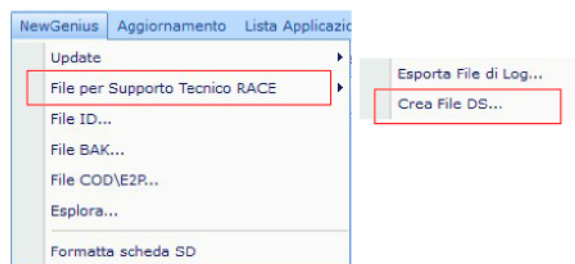 NewGenius Aggiornamento Lista Applicazio
Update
File per Supporto Tecnico RACE
File ID...
File BAK...
File COD\E2P...
Esplora...
Formatta scheda SD
Esporta File di Log...
Crea File DS...